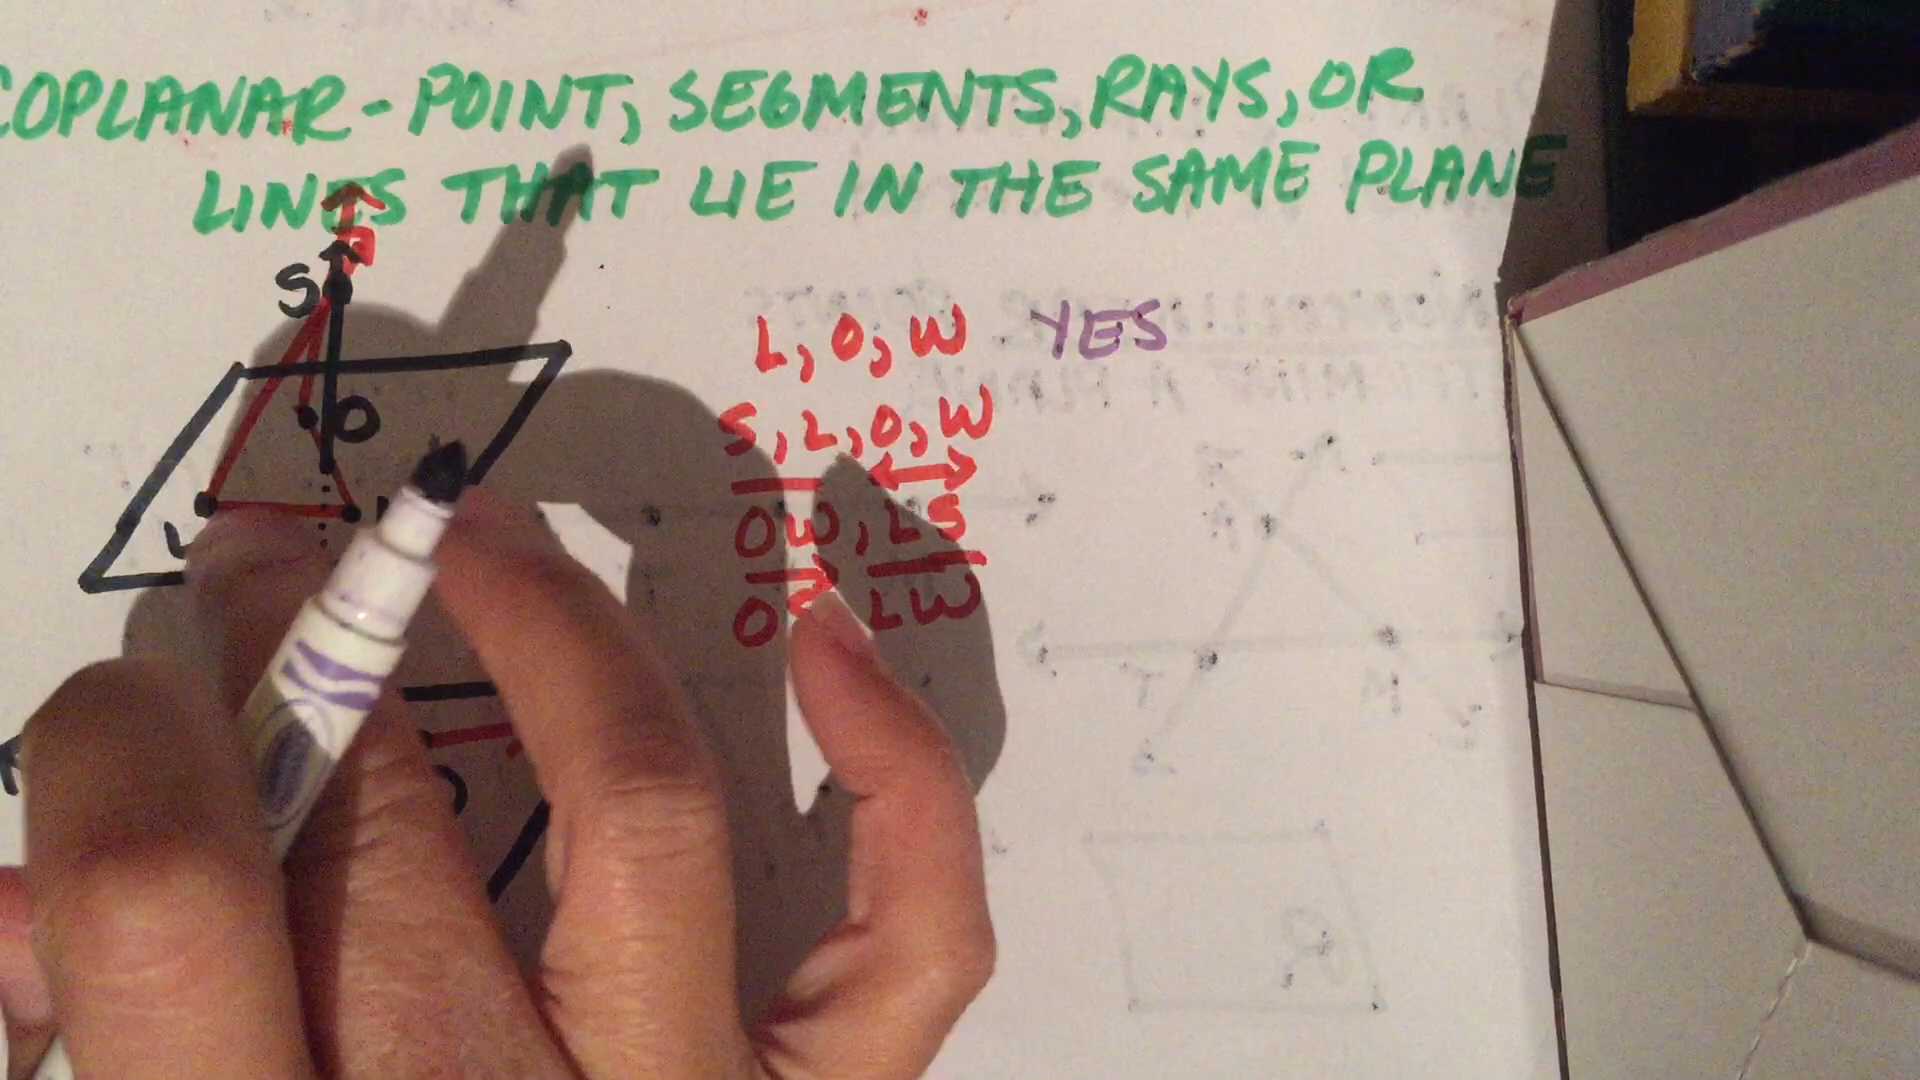 COPLANAR - POINT, SEGMENTS, RAYS, OR
LINES THAT LIE IN THE SAME PLANE
S
O
L, O, W YES
S, L, O, W
OW, LS
O LW